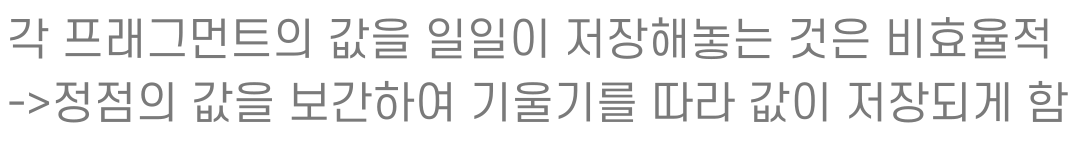 각 프래그먼트의 값을 일일이 저장해놓는 것은 비효율적
->정점의 값을 보간하여 기울기를 따라 값이 저장되게 함